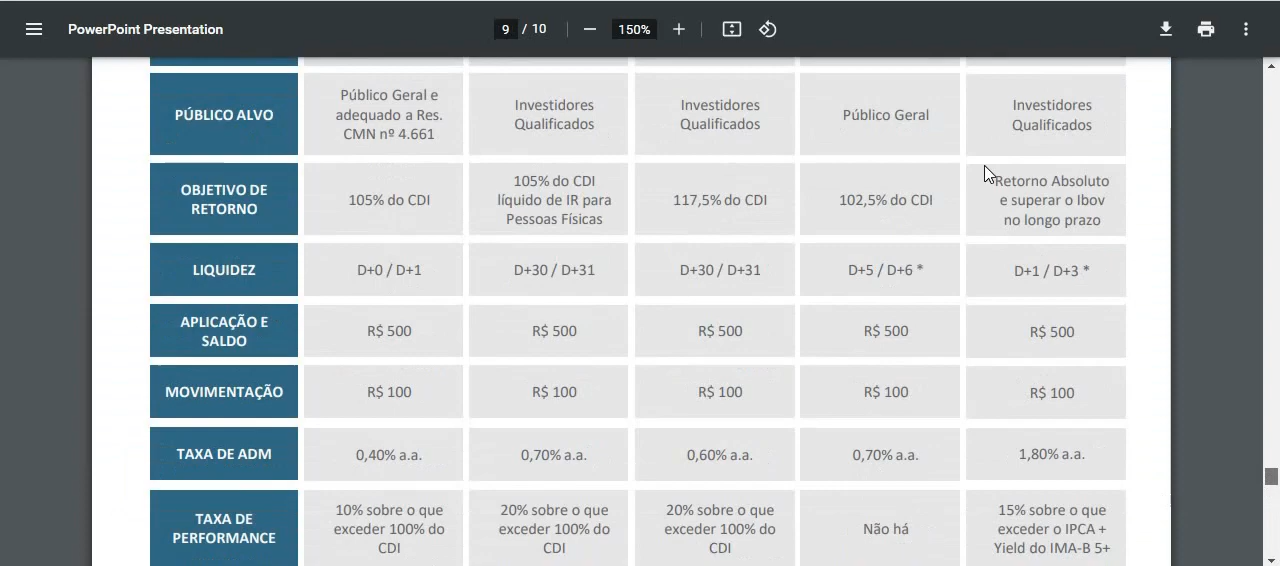 PowerPoint Presentation
9 / 10
150%
PÚBLICO ALVO
Público Geral e
adequado a Res.
CMN nº 4.661
Investidores
Qualificados
Investidores
Qualificados
Público Geral
Investidores
Qualificados
OBJETIVO DE
RETORNO
105% do CDI
105% do CDI
líquido de IR para
Pessoas Físicas
117,5% do CDI
102,5% do CDI
Retorno Absoluto
e superar o Ibov
no longo prazo
LIQUIDEZ
D+0 / D+1
D+30 / D+31
D+30 / D+31
D+5 / D+6 *
D+1 / D+3 *
APLICAÇÃO E
SALDO
R$ 500
R$ 500
R$ 500
R$ 500
R$ 500
MOVIMENTAÇÃO
R$ 100
R$ 100
R$ 100
R$ 100
R$ 100
TAXA DE ADM
0,40% a.a.
0,70% a.a.
0,60% a.a.
0,70% a.a.
1,80% a.a.
TAXA DE
PERFORMANCE
10% sobre o que
exceder 100% do
CDI
20% sobre o que
exceder 100% do
CDI
20% sobre o que
exceder 100% do
CDI
Não há
15% sobre o que
exceder o IPCA +
Yield do IMA-B 5+